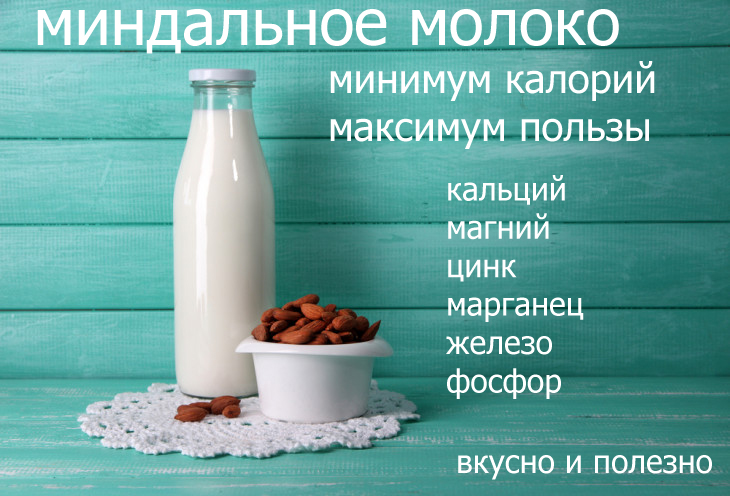 миндальное молоко
минимум калорий
максимум пользы
кальций
магний
цинк
марганец
железо
фосфор
вкусно и полезно